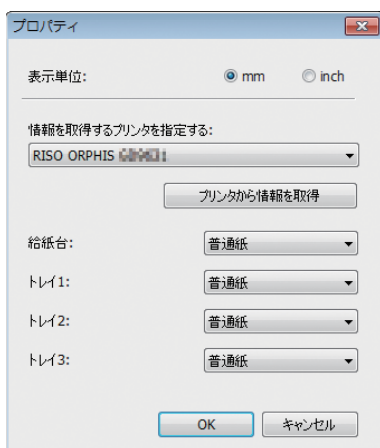 プロパティ
表示単位: mm inch
情報を取得するプリンタを指定する:
RISO ORPHIS
プリンタから情報を取得
給紙台: 普通紙
トレイ1: 普通紙
トレイ2: 普通紙
トレイ3: 普通紙
OK キャンセル